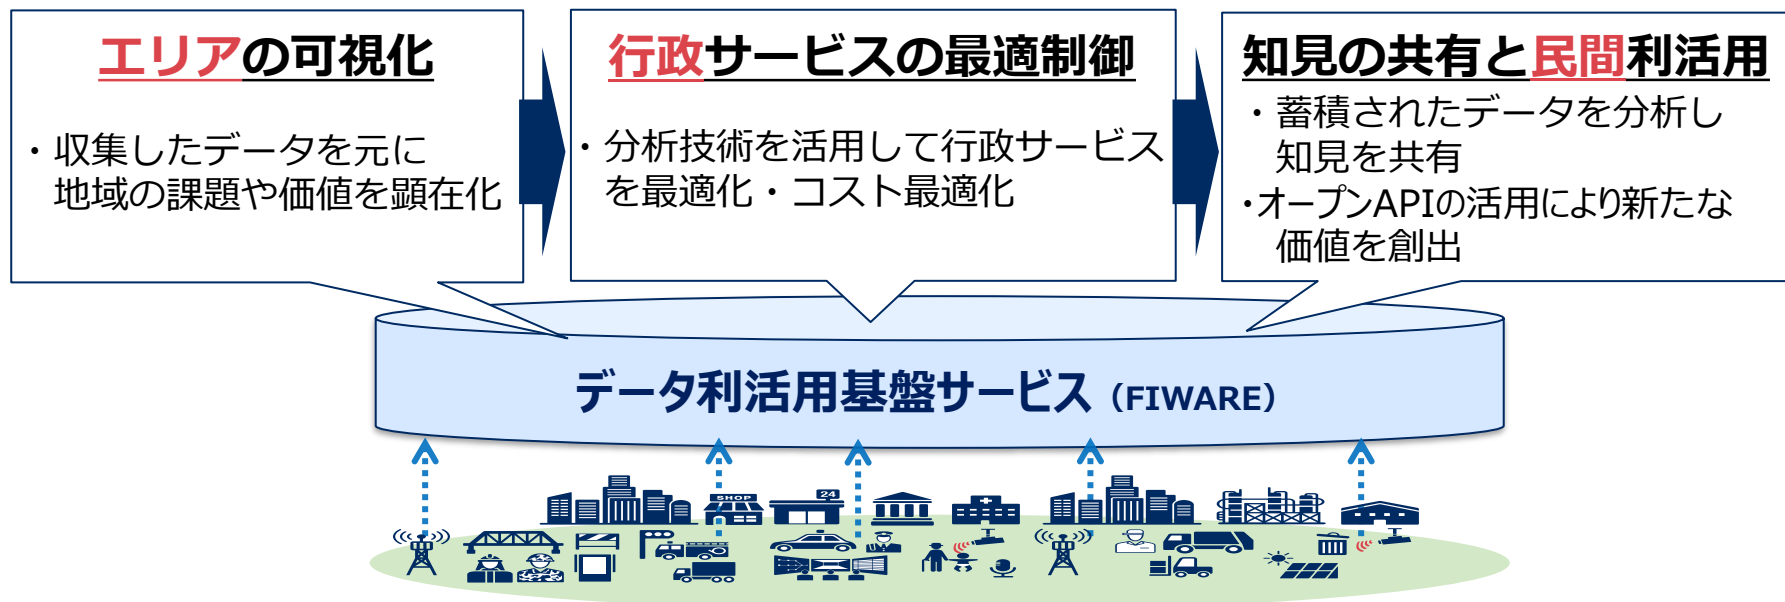 エリアの可視化
・収集したデータを元に
地域の課題や価値を顕在化
行政サービスの最適制御
・分析技術を活用して行政サービス
を最適化・コスト最適化
知見の共有と民間利活用
・蓄積されたデータを分析し
知見を共有
・オープンAPIの活用により新たな
価値を創出
データ利活用基盤サービス（FIWARE）
SHOP
24